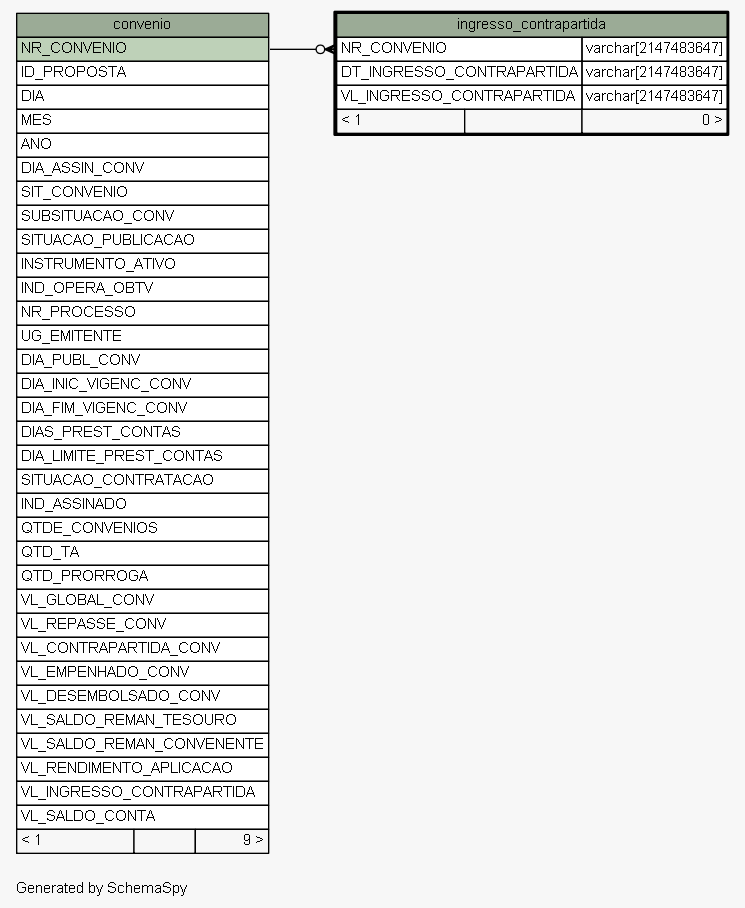 convenio
NR_CONVENIO
ID_PROPOSTA
DIA
MES
ANO
DIA_ASSIN_CONV
SIT_CONVENIO
SUBSITUACAO_CONV
SITUACAO_PUBLICACAO
INSTRUMENTO_ATIVO
IND_OPERA_OBTV
NR_PROCESSO
UG_EMITENTE
DIA_PUBL_CONV
DIA_INIC_VIGENC_CONV
DIA_FIM_VIGENC_CONV
DIAS_PREST_CONTAS
DIA_LIMITE_PREST_CONTAS
SITUACAO_CONTRATACAO
IND_ASSINADO
QTDE_CONVENIOS
QTD_TA
QTD_PRORROGA
VL_GLOBAL_CONV
VL_REPASSE_CONV
VL_CONTRAPARTIDA_CONV
VL_EMPENHADO_CONV
VL_DESEMBOLSADO_CONV
VL_SALDO_REMAN_TESOURO
VL_SALDO_REMAN_CONVENENTE
VL_RENDIMENTO_APLICACAO
VL_INGRESSO_CONTRAPARTIDA
VL_SALDO_CONTA
< 1 9 >
ingresso_contrapartida
NR_CONVENIO varchar[2147483647]
DT_INGRESSO_CONTRAPARTIDA varchar[2147483647]
VL_INGRESSO_CONTRAPARTIDA varchar[2147483647]
< 1 0 >
Generated by SchemaSpy